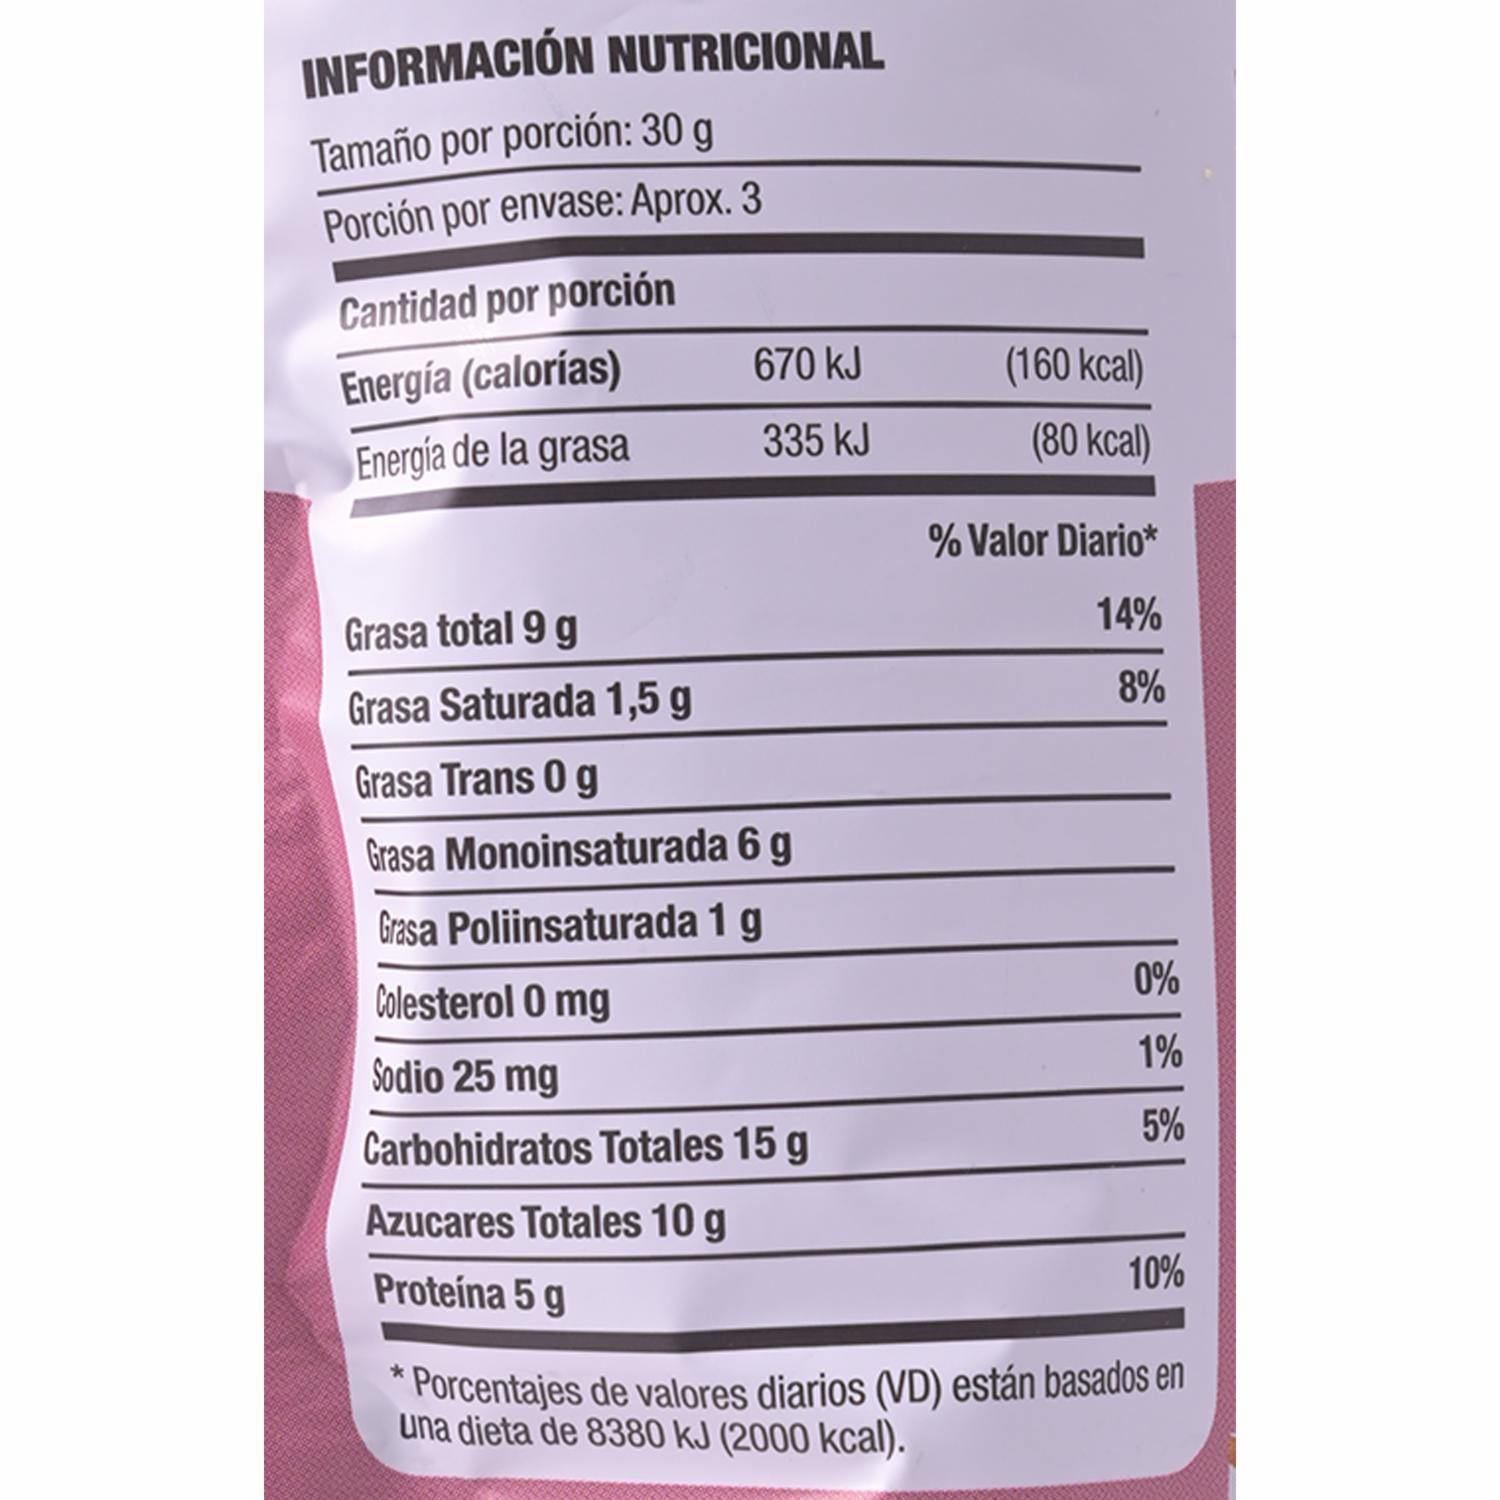 INFORMACIÓN NUTRICIONAL
Tamaño por porción: 30 g
Porción por envase: Aprox. 3
Cantidad por porción
Energía (calorías) 670 kJ (160 kcal)
Energía de la grasa 335 kJ (80 kcal)
% Valor Diario*
Grasa total 9 g 14%
Grasa Saturada 1,5 g 8%
Grasa Trans 0 g
Grasa Monoinsaturada 6 g
Grasa Poliinsaturada 1 g
Colesterol 0 mg 0%
Sodio 25 mg 1%
Carbohidratos Totales 15 g 5%
Azucares Totales 10 g
Proteína 5 g 10%
* Porcentajes de valores diarios (VD) están basados en
una dieta de 8380 kJ (2000 kcal).